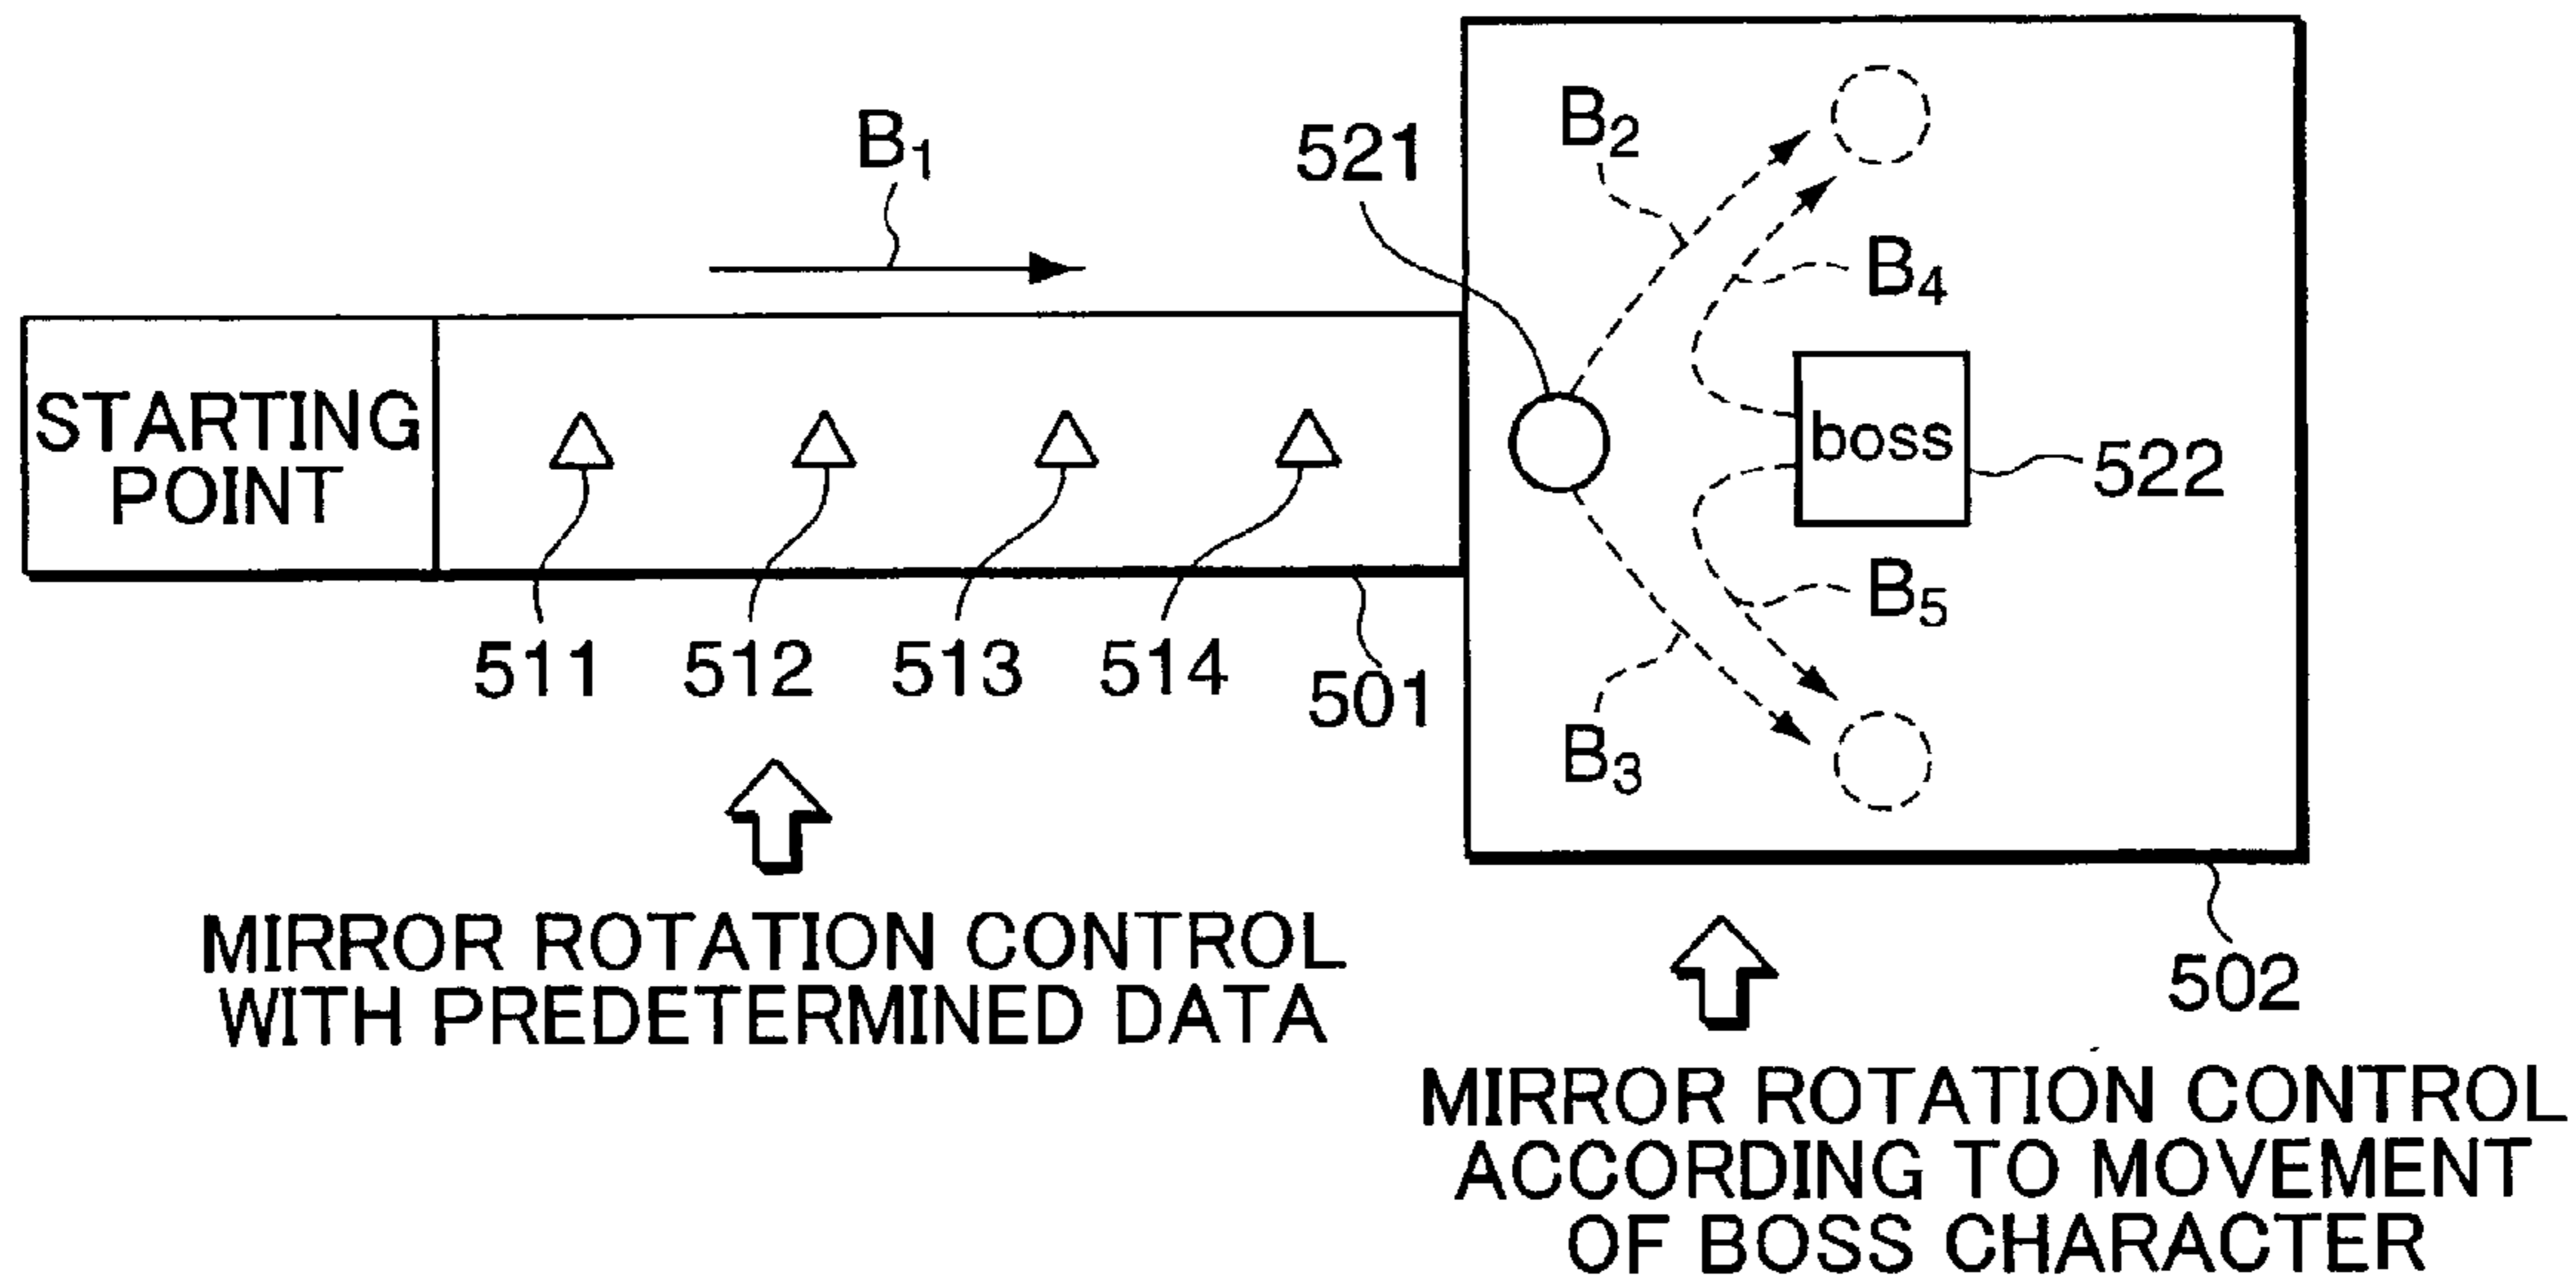 B1
521
B2
B4
STARTING
POINT
boss
522
B5
B3
511
512
513
514
501
502
MIRROR ROTATION CONTROL
WITH PREDETERMINED DATA
MIRROR ROTATION CONTROL
ACCORDING TO MOVEMENT
OF BOSS CHARACTER